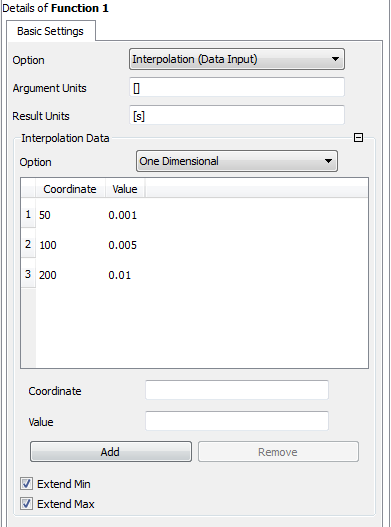 Details of Function 1
Basic Settings
Option Interpolation (Data Input)
Argument Units []
Result Units [s]
Interpolation Data
Option One Dimensional
Coordinate Value
1 50 0.001
2 100 0.005
3 200 0.01
Coordinate
Value
Add Remove
Extend Min
Extend Max